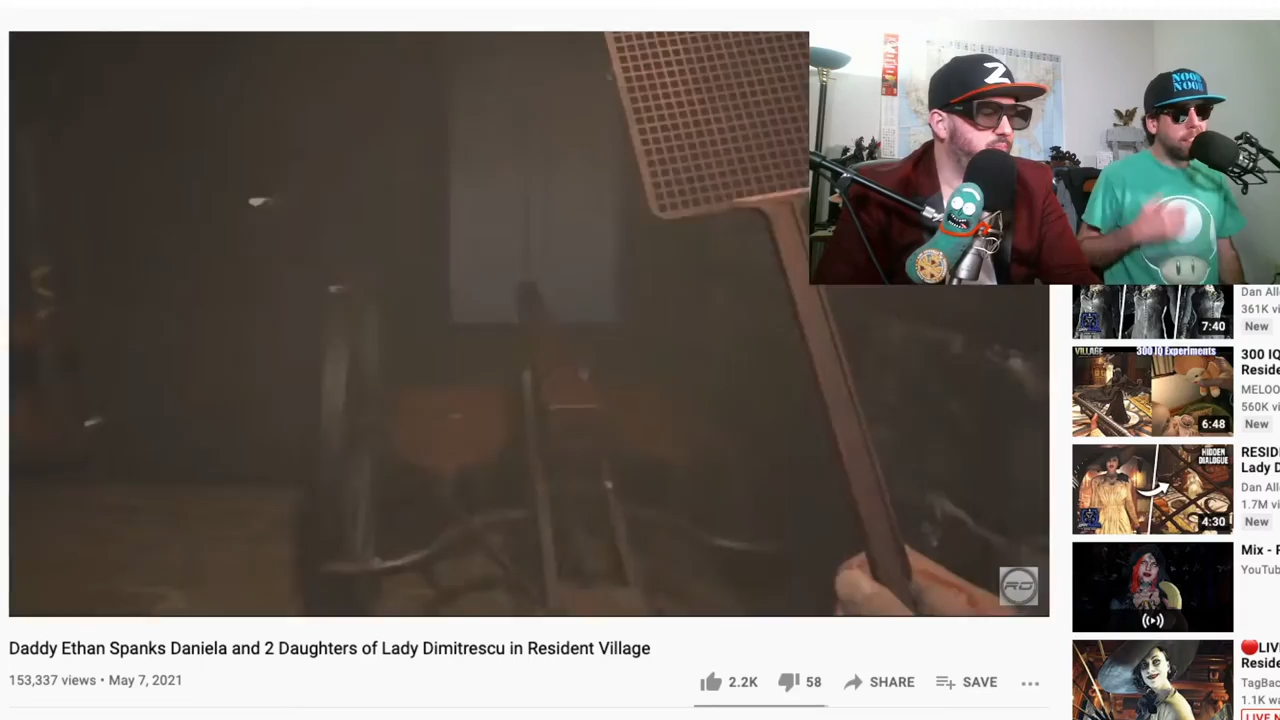 Z
NOOB NOOB
RD
Dan All
361K vi
7:40
New
VILLAGE
300 IQ Experiments
6:48
300 IQ
Reside
MELOO
560K vi
New
HIDDEN
DIALOGUE
4:30
RESID
Lady D
Dan All
1.7M vi
New
Mix - R
YouTub
LIV
Reside
TagBac
1.1K wa
LIVE N
Daddy Ethan Spanks Daniela and 2 Daughters of Lady Dimitrescu in Resident Village
153,337 views • May 7, 2021
2.2K
58
SHARE
SAVE